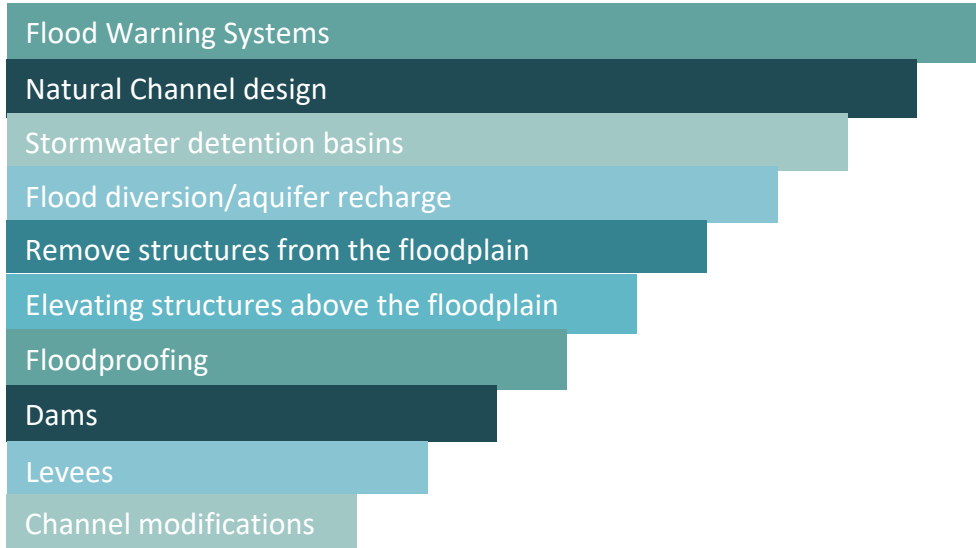 Flood Warning Systems
Natural Channel design
Stormwater detention basins
Flood diversion/aquifer recharge
Remove structures from the floodplain
Elevating structures above the floodplain
Floodproofing
Dams
Levees
Channel modifications